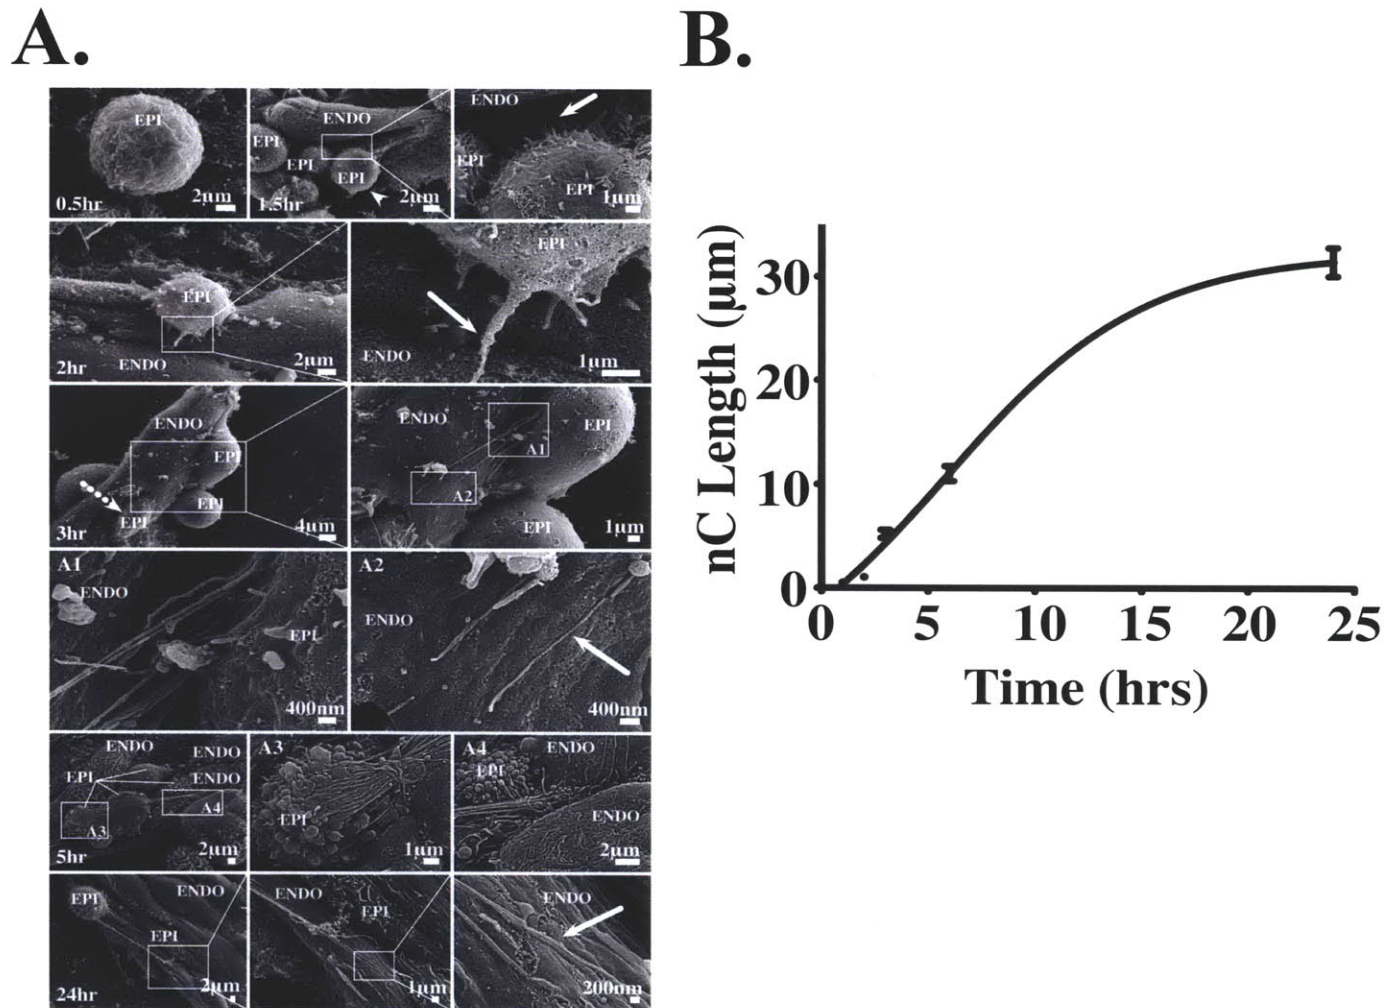 A.
B.
EPI
0.5hr
2μm
ENDO
EPI
EPI
EPI
1.5hr
2μm
ENDO
EPI
EPI
1μm
EPI
ENDO
2hr
2μm
EPI
ENDO
1μm
ENDO
EPI
EPI
EPI
3hr
4μm
ENDO
EPI
A1
A2
EPI
1μm
A1
ENDO
EPI
400nm
A2
ENDO
400nm
ENDO
ENDO
EPI
ENDO
A4
A3
5hr
2μm
A3
EPI
1μm
A4
ENDO
EPI
ENDO
2μm
EPI
ENDO
EPI
24hr
2μm
ENDO
EPI
1μm
ENDO
200nm
nC Length (μm)
30
20
10
0
0 5 10 15 20 25
Time (hrs)